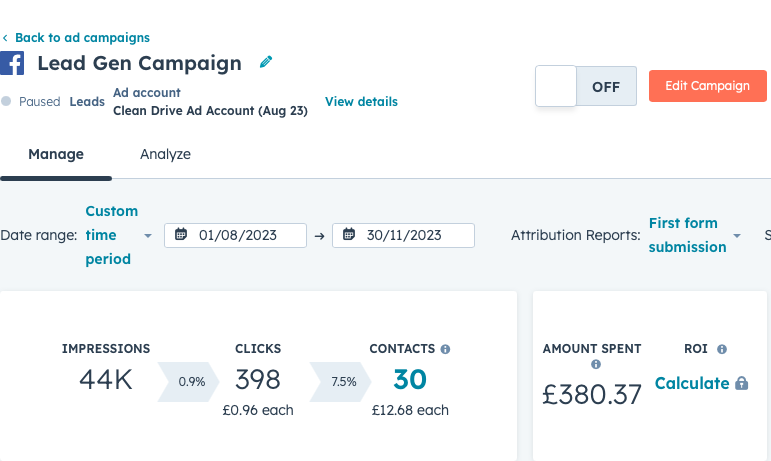 Back to ad campaigns
Lead Gen Campaign
OFF
Edit Campaign
Paused Leads
Ad account
Clean Drive Ad Account (Aug 23)
View details
Manage Analyze
Date range:
Custom
time
period
01/08/2023 → 30/11/2023
Attribution Reports:
First form
submission
S
IMPRESSIONS
44K
0.9%
CLICKS
398
£0.96 each
7.5%
CONTACTS
30
£12.68 each
AMOUNT SPENT
£380.37
ROI
Calculate